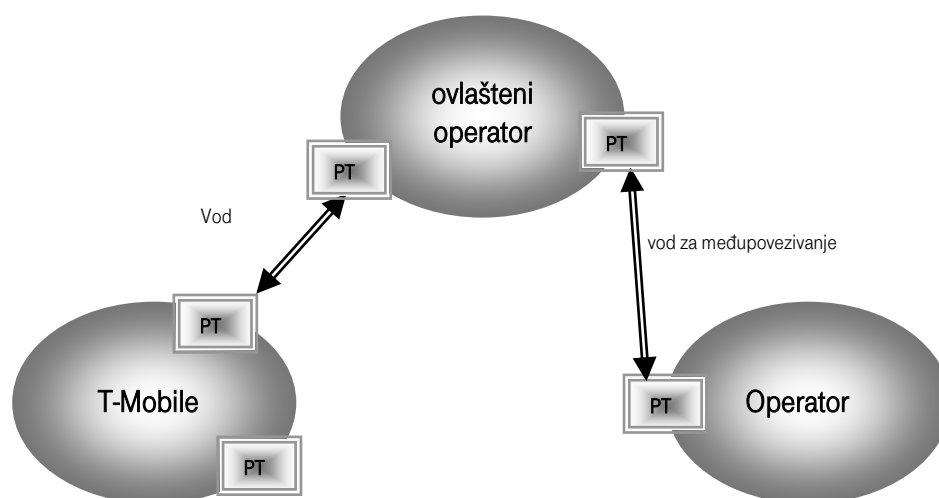 ovlašteni
operator
PT
PT
Vod
vod za međupovezivanje
PT
T-Mobile
PT
Operator
PT